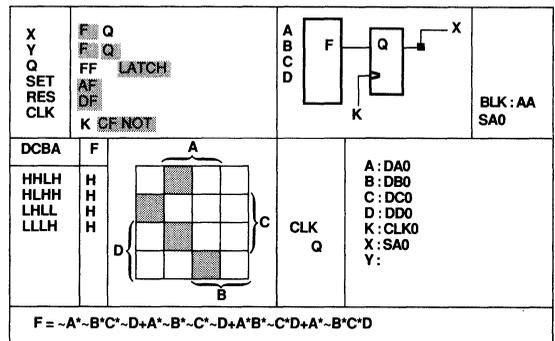 X F Q
Y F Q
Q FF LATCH
SET AF
RES DF
CLK K CF NOT
A
B
C
D
F
Q
X
K
BLK : AA
SA0
DCBA F
HHLH H
HLHH H
LHLL H
LLLH H
A
C
D
B
CLK
Q
A : DA0
B : DB0
C : DC0
D : DD0
K : CLK0
X : SA0
Y :
F = ~A*~B*C*~D+A*~B*~C*~D+A*B*~C*D+A*~B*C*D